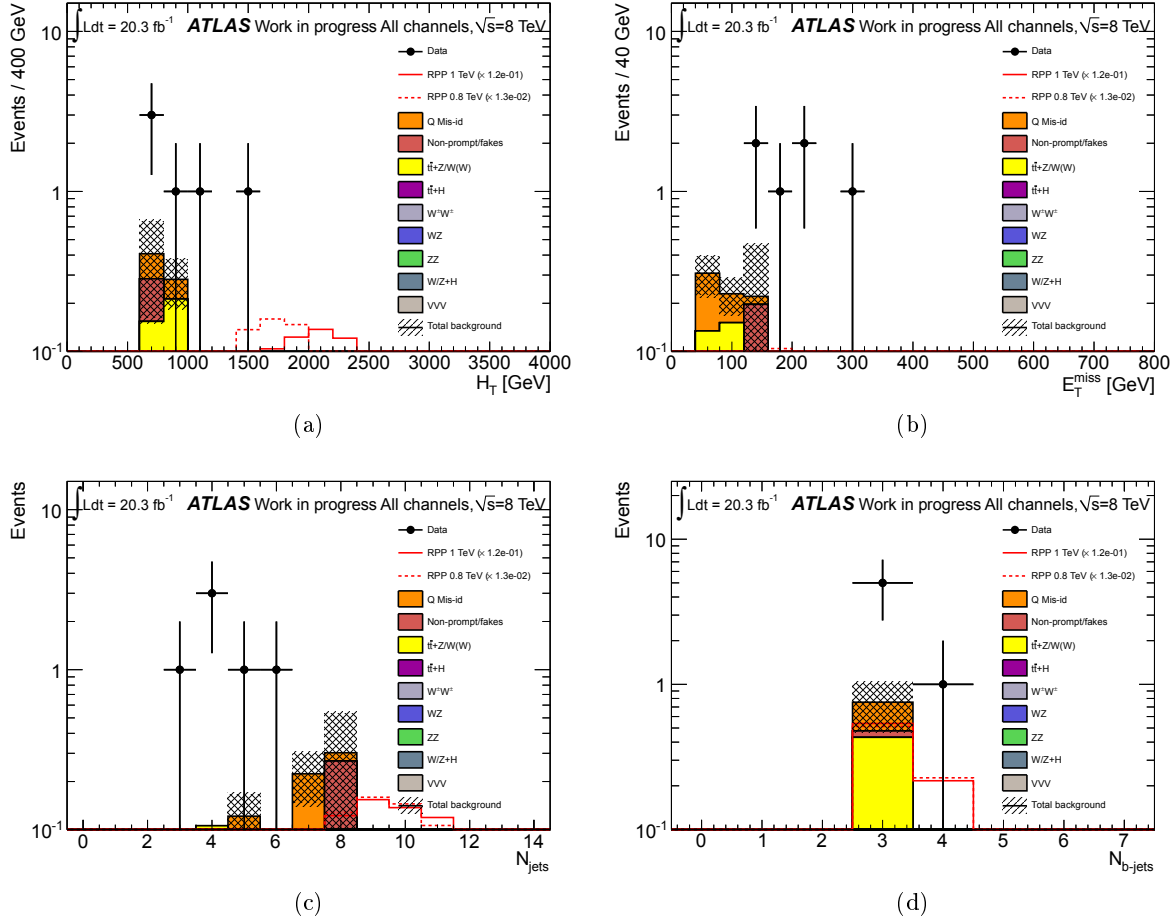 ∫Ldt = 20.3 fb⁻¹ ATLAS Work in progress All channels, √s=8 TeV
Events / 400 GeV
10
1
10⁻¹
Data
RPP 1 TeV (× 1.2e-01)
RPP 0.8 TeV (× 1.3e-02)
Q Mis-id
Non-prompt/fakes
tt̄+Z/W(W)
tt̄+H
W±W±
WZ
ZZ
W/Z+H
VVV
Total background
0 500 1000 1500 2000 2500 3000 3500 4000
H_T [GeV]
(a)
∫Ldt = 20.3 fb⁻¹ ATLAS Work in progress All channels, √s=8 TeV
Events / 40 GeV
10
1
10⁻¹
Data
RPP 1 TeV (× 1.2e-01)
RPP 0.8 TeV (× 1.3e-02)
Q Mis-id
Non-prompt/fakes
tt̄+Z/W(W)
tt̄+H
W±W±
WZ
ZZ
W/Z+H
VVV
Total background
0 100 200 300 400 500 600 700 800
E_T^miss [GeV]
(b)
∫Ldt = 20.3 fb⁻¹ ATLAS Work in progress All channels, √s=8 TeV
Events
10
1
10⁻¹
Data
RPP 1 TeV (× 1.2e-01)
RPP 0.8 TeV (× 1.3e-02)
Q Mis-id
Non-prompt/fakes
tt̄+Z/W(W)
tt̄+H
W±W±
WZ
ZZ
W/Z+H
VVV
Total background
0 2 4 6 8 10 12 14
N_jets
(c)
∫Ldt = 20.3 fb⁻¹ ATLAS Work in progress All channels, √s=8 TeV
Events
10
1
10⁻¹
Data
RPP 1 TeV (× 1.2e-01)
RPP 0.8 TeV (× 1.3e-02)
Q Mis-id
Non-prompt/fakes
tt̄+Z/W(W)
tt̄+H
W±W±
WZ
ZZ
W/Z+H
VVV
Total background
0 1 2 3 4 5 6 7
N_b-jets
(d)